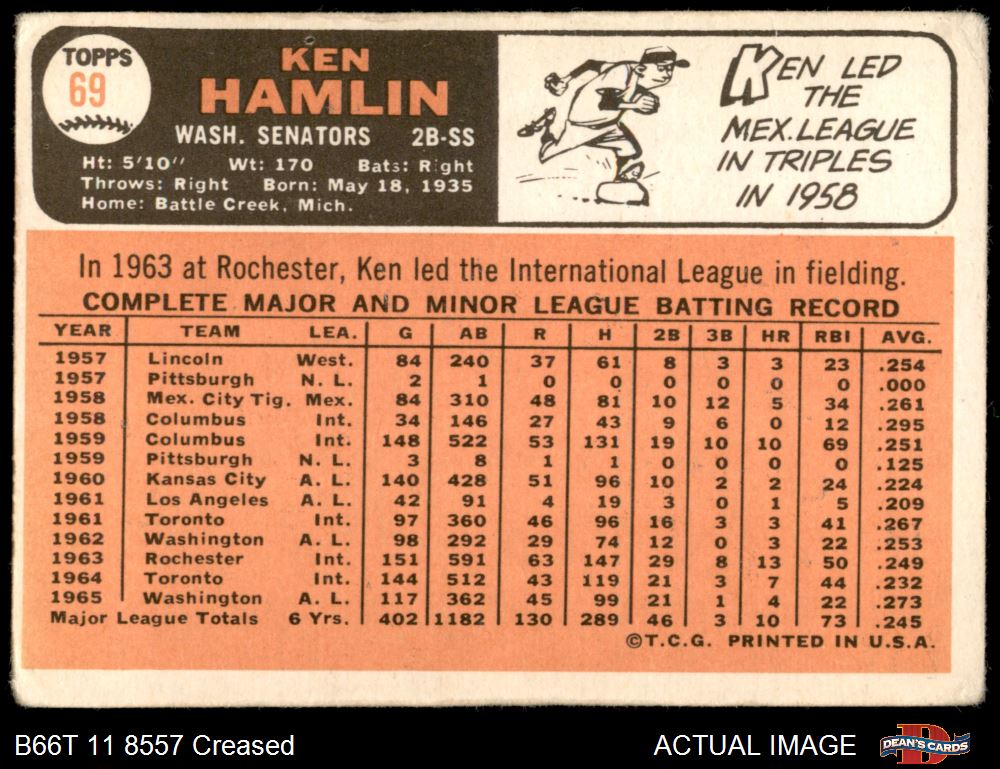 TOPPS
69
KEN
HAMLIN
WASH. SENATORS 2B-SS
Ht: 5'10" Wt: 170 Bats: Right
Throws: Right Born: May 18, 1935
Home: Battle Creek, Mich.
KEN LED
THE
MEX. LEAGUE
IN TRIPLES
IN 1958
In 1963 at Rochester, Ken led the International League in fielding.
COMPLETE MAJOR AND MINOR LEAGUE BATTING RECORD
YEAR TEAM LEA. G AB R H 2B 3B HR RBI AVG.
1957 Lincoln West. 84 240 37 61 8 3 3 23 .254
1957 Pittsburgh N. L. 2 1 0 0 0 0 0 0 .000
1958 Mex. City Tig. Mex. 84 310 48 81 10 12 5 34 .261
1958 Columbus Int. 34 146 27 43 9 6 0 12 .295
1959 Columbus Int. 148 522 53 131 19 10 10 69 .251
1959 Pittsburgh N. L. 3 8 1 1 0 0 0 0 .125
1960 Kansas City A. L. 140 428 51 96 10 2 2 24 .224
1961 Los Angeles A. L. 42 91 4 19 3 0 1 5 .209
1961 Toronto Int. 97 360 46 96 16 3 3 41 .267
1962 Washington A. L. 98 292 29 74 12 0 3 22 .253
1963 Rochester Int. 151 591 63 147 29 8 13 50 .249
1964 Toronto Int. 144 512 43 119 21 3 7 44 .232
1965 Washington A. L. 117 362 45 99 21 1 4 22 .273
Major League Totals 6 Yrs. 402 1182 130 289 46 3 10 73 .245
©T.C.G. PRINTED IN U.S.A.
B66T 11 8557 Creased
ACTUAL IMAGE
DEAN'S CARDS